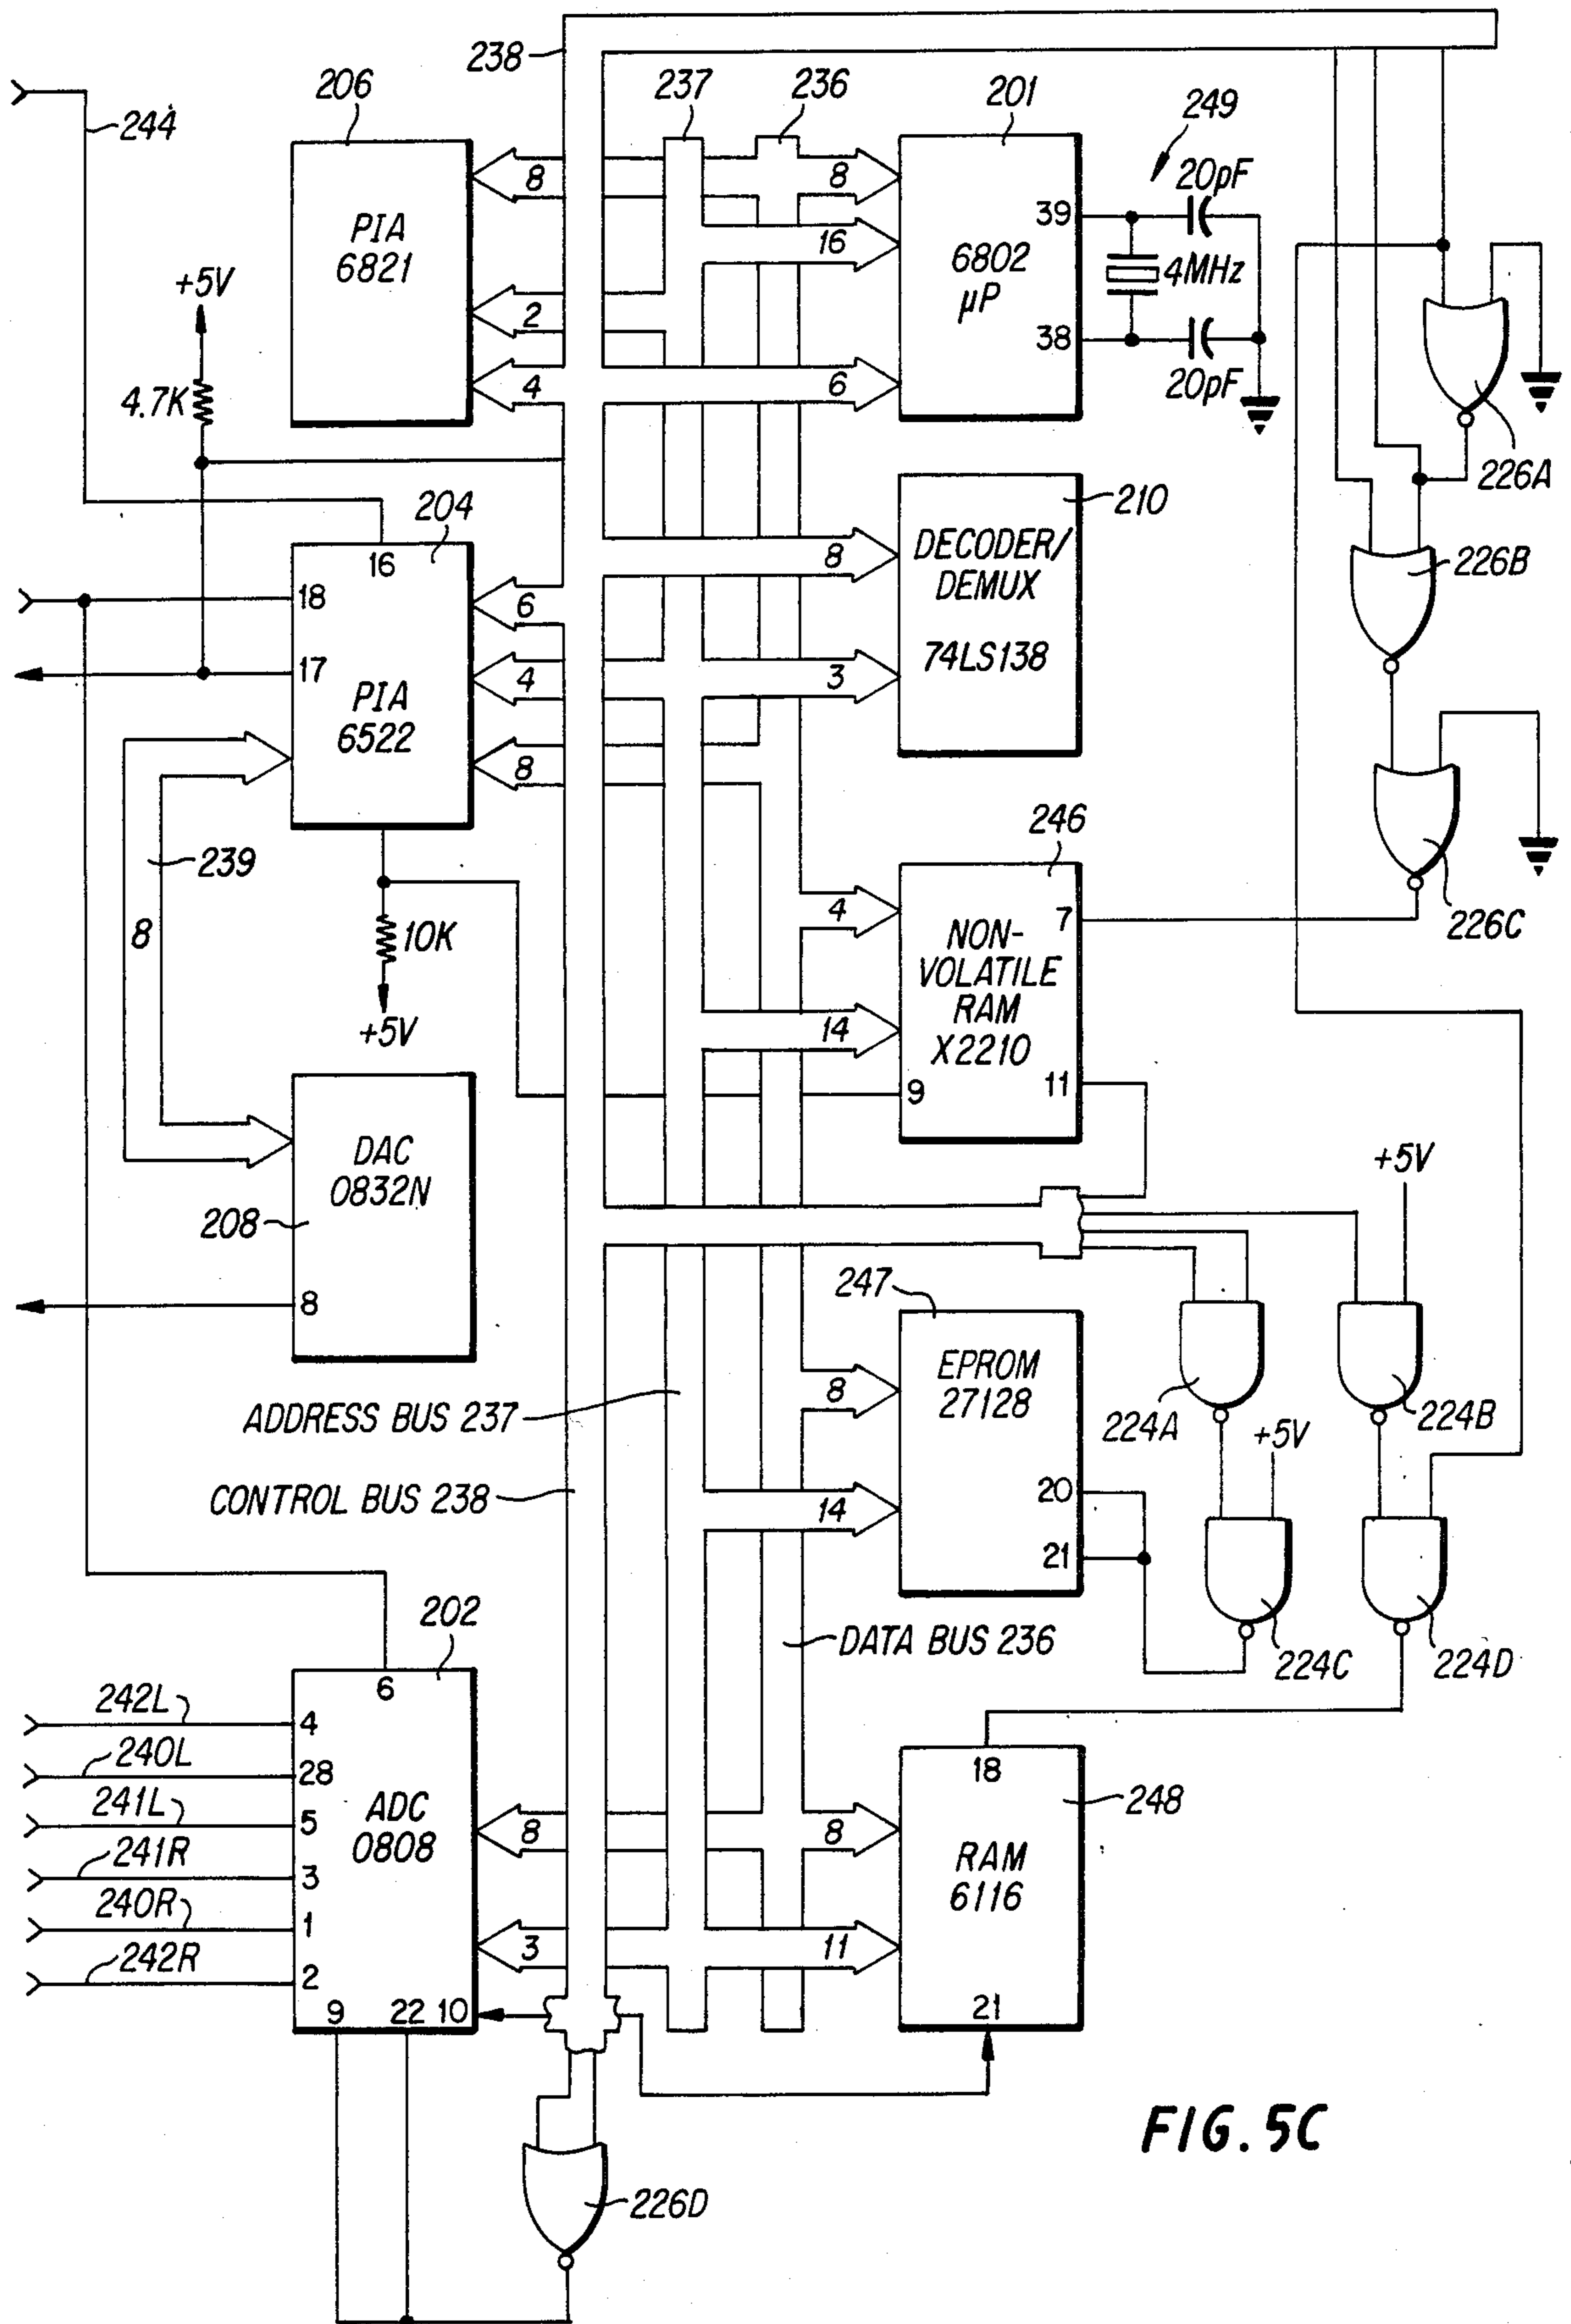 238
237
236
201
249
206
244
20pF
8
8
PIA
6821
39
16
6802
µP
4MHz
+5V
2
38
4.7K
4
6
20pF
226A
204
210
16
DECODER/
DEMUX
8
226B
18
6
74LS138
17
4
3
PIA
6522
8
246
239
4
7
8
10K
NON-
VOLATILE
RAM
X2210
226C
+5V
14
9
11
DAC
0832N
+5V
208
247
8
EPROM
27128
8
ADDRESS BUS 237
224A
+5V
224B
CONTROL BUS 238
20
14
21
202
DATA BUS 236
224C
224D
6
242L
4
18
240L
28
241L
5
ADC
0808
8
8
248
241R
3
RAM
6116
240R
1
3
11
242R
2
9
22
10
21
FIG. 5C
226D